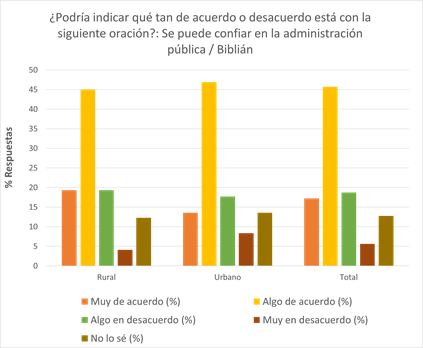 ¿Podría indicar qué tan de acuerdo o desacuerdo está con la
siguiente oración?: Se puede confiar en la administración
pública / Biblián
50
45
40
35
30
25
20
15
10
5
0
% Respuestas
Rural
Urbano
Total
Muy de acuerdo (%)
Algo de acuerdo (%)
Algo en desacuerdo (%)
Muy en desacuerdo (%)
No lo sé (%)